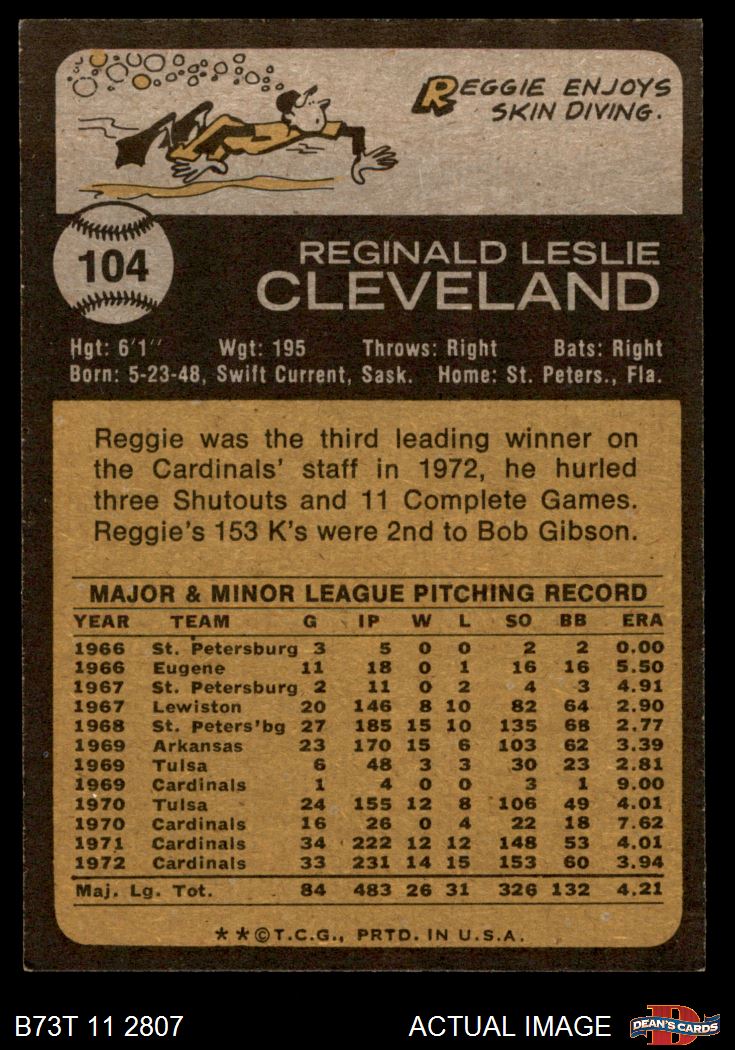 REGGIE ENJOYS
SKIN DIVING.
104
REGINALD LESLIE
CLEVELAND
Hgt: 6'1" Wgt: 195 Throws: Right Bats: Right
Born: 5-23-48, Swift Current, Sask. Home: St. Peters., Fla.
Reggie was the third leading winner on
the Cardinals' staff in 1972, he hurled
three Shutouts and 11 Complete Games.
Reggie's 153 K's were 2nd to Bob Gibson.
MAJOR & MINOR LEAGUE PITCHING RECORD
YEAR TEAM G IP W L SO BB ERA
1966 St. Petersburg 3 5 0 0 2 2 0.00
1966 Eugene 11 18 0 1 16 16 5.50
1967 St. Petersburg 2 11 0 2 4 3 4.91
1967 Lewiston 20 146 8 10 82 64 2.90
1968 St. Peters'bg 27 185 15 10 135 68 2.77
1969 Arkansas 23 170 15 6 103 62 3.39
1969 Tulsa 6 48 3 3 30 23 2.81
1969 Cardinals 1 4 0 0 3 1 9.00
1970 Tulsa 24 155 12 8 106 49 4.01
1970 Cardinals 16 26 0 4 22 18 7.62
1971 Cardinals 34 222 12 12 148 53 4.01
1972 Cardinals 33 231 14 15 153 60 3.94
Maj. Lg. Tot. 84 483 26 31 326 132 4.21
**©T.C.G., PRTD. IN U.S.A.
B73T 11 2807 ACTUAL IMAGE D DEAN'S CARDS